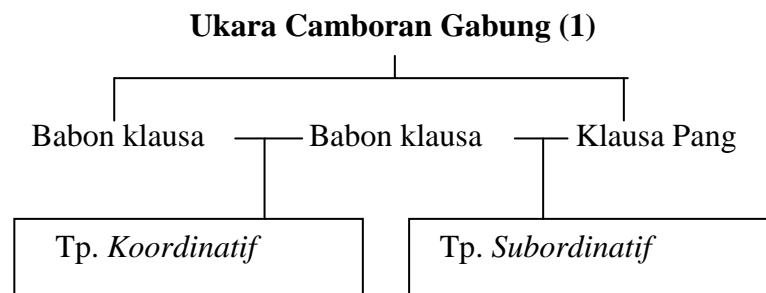 Ukara Camboran Gabung (1)
Babon klausa Babon klausa Klausa Pang
Tp. Koordinatif Tp. Subordinatif